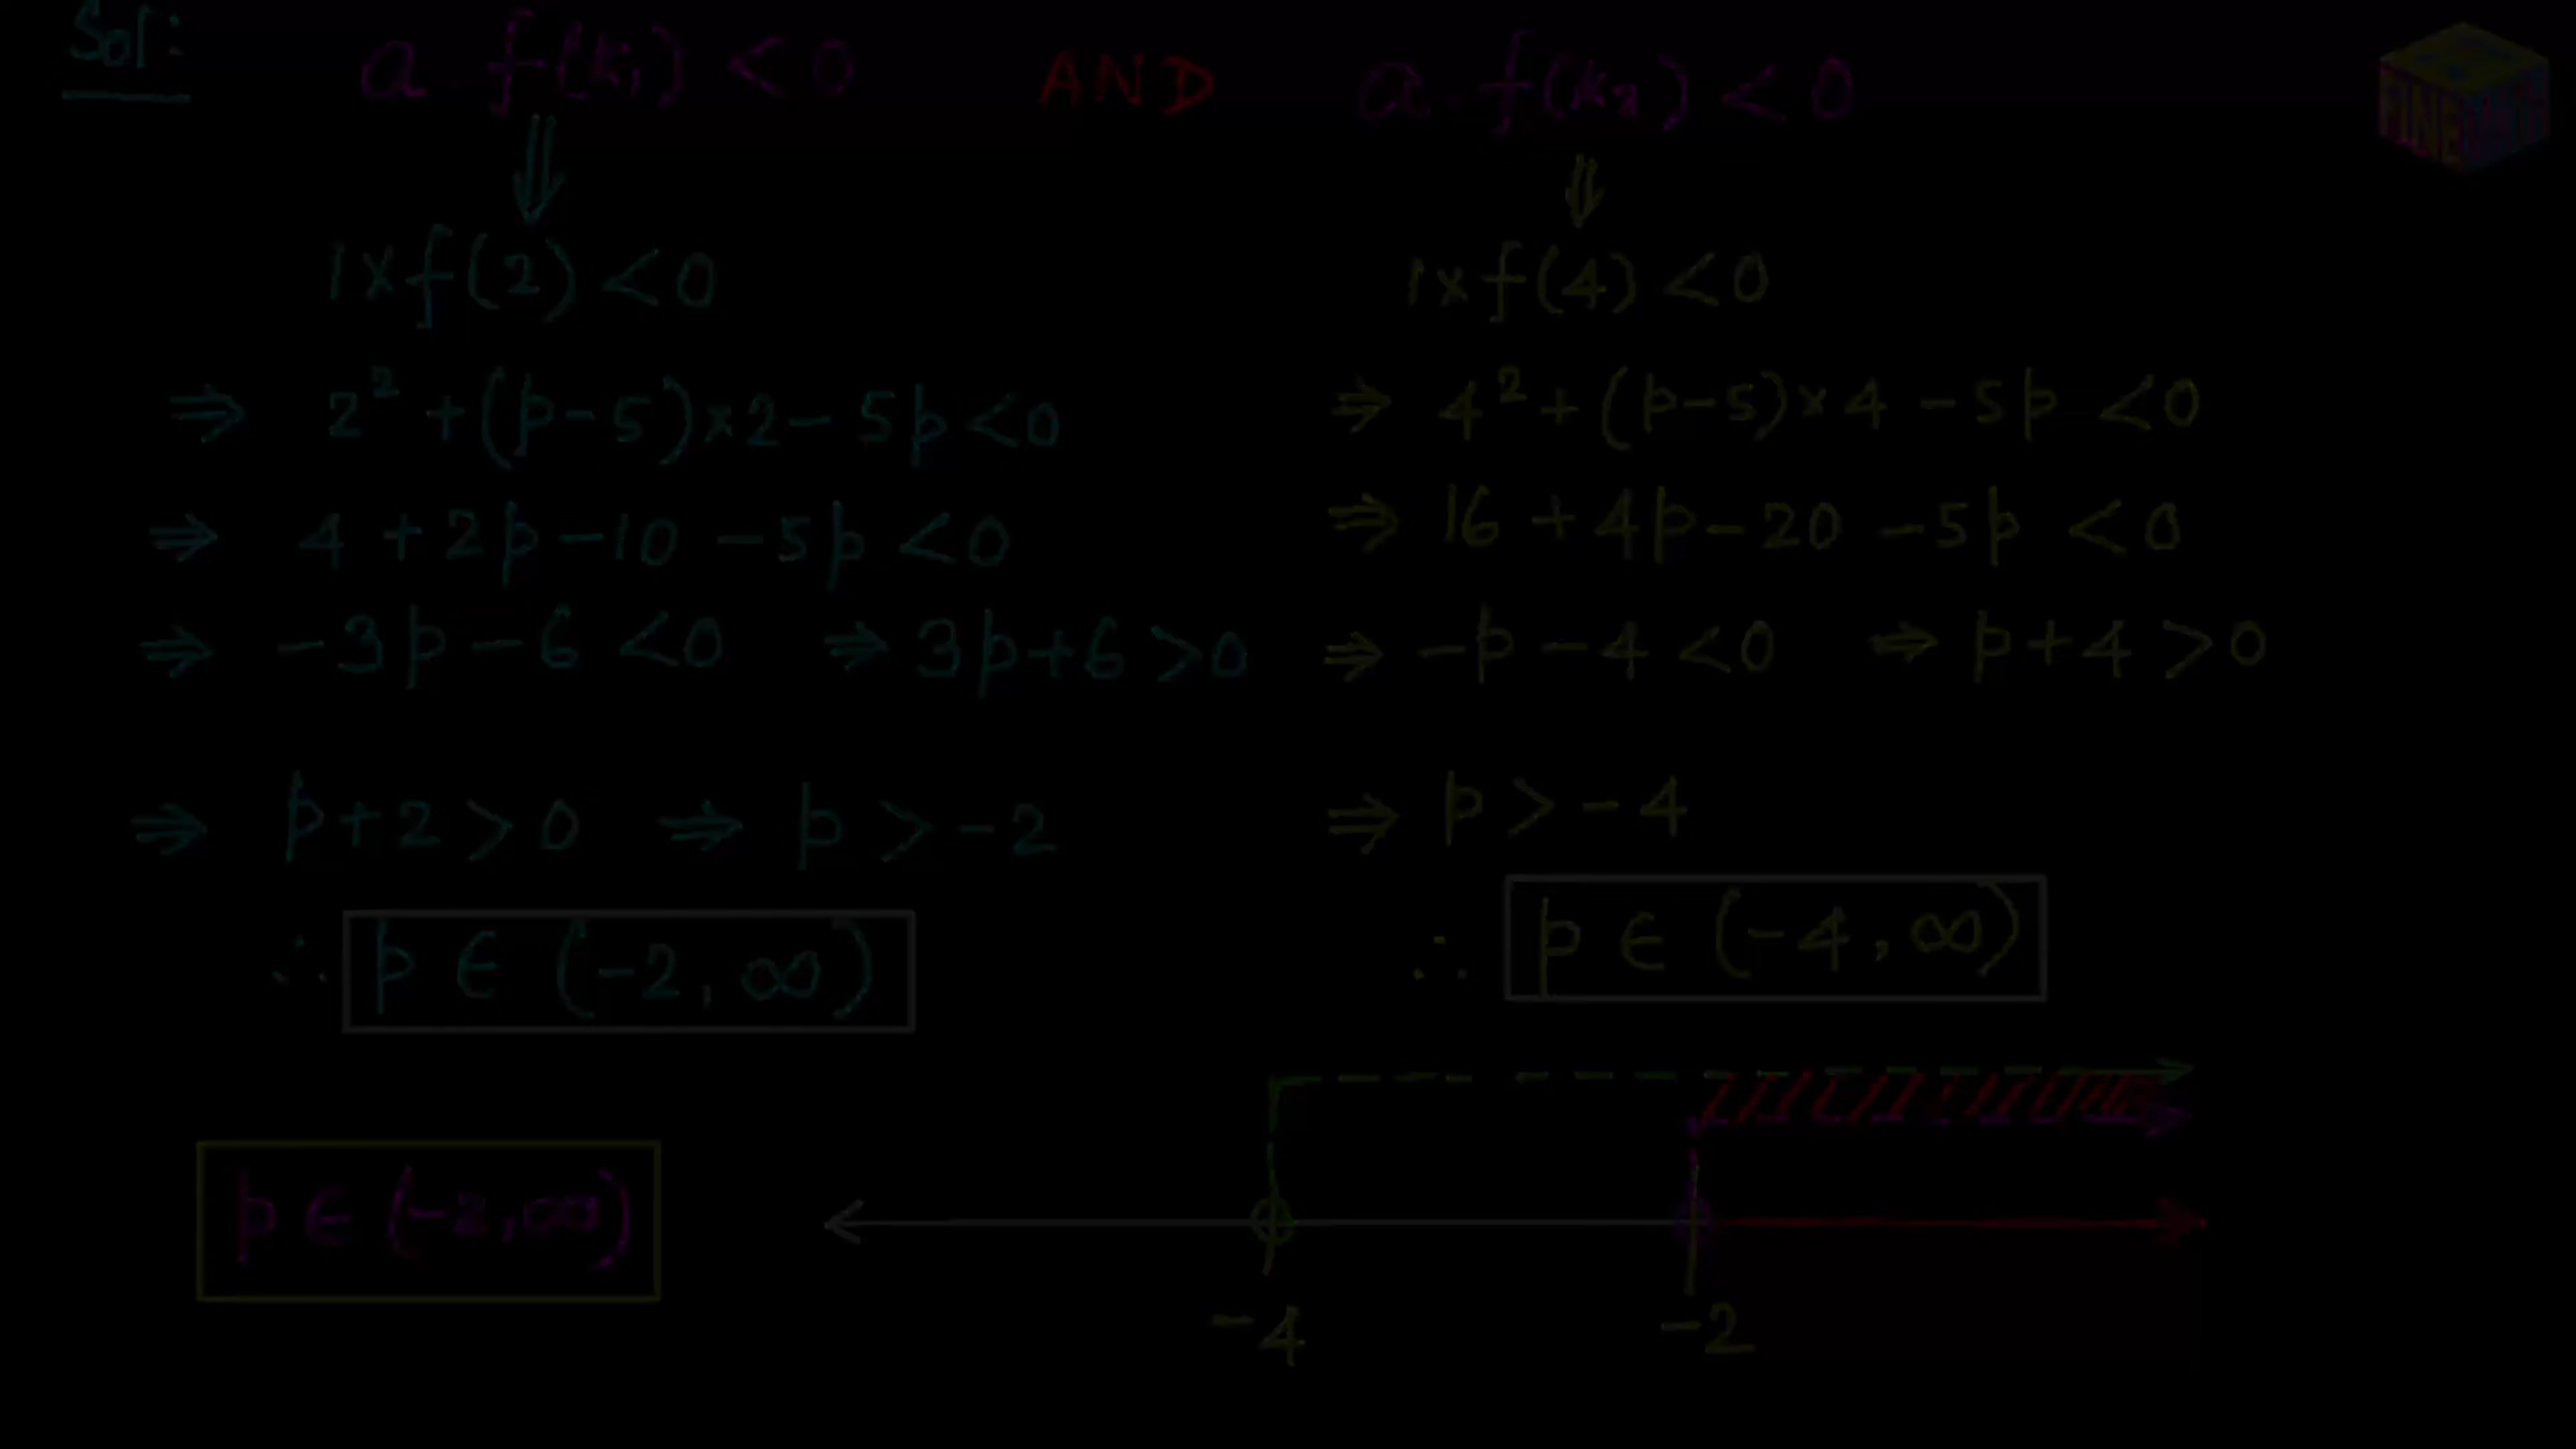 Sol:
a.f(k₁) < 0 AND a.f(k₂) < 0
⇓
1×f(2) < 0
⇒ 2² + (p-5)×2 - 5p < 0
⇒ 4 + 2p - 10 - 5p < 0
⇒ -3p - 6 < 0 ⇒ 3p + 6 > 0
⇒ p + 2 > 0 ⇒ p > -2
∴ p ∈ (-2, ∞)
⇓
1×f(4) < 0
⇒ 4² + (p-5)×4 - 5p < 0
⇒ 16 + 4p - 20 - 5p < 0
⇒ -p - 4 < 0 ⇒ p + 4 > 0
⇒ p > -4
∴ p ∈ (-4, ∞)
p ∈ (-2, ∞)
-4 -2
FINE